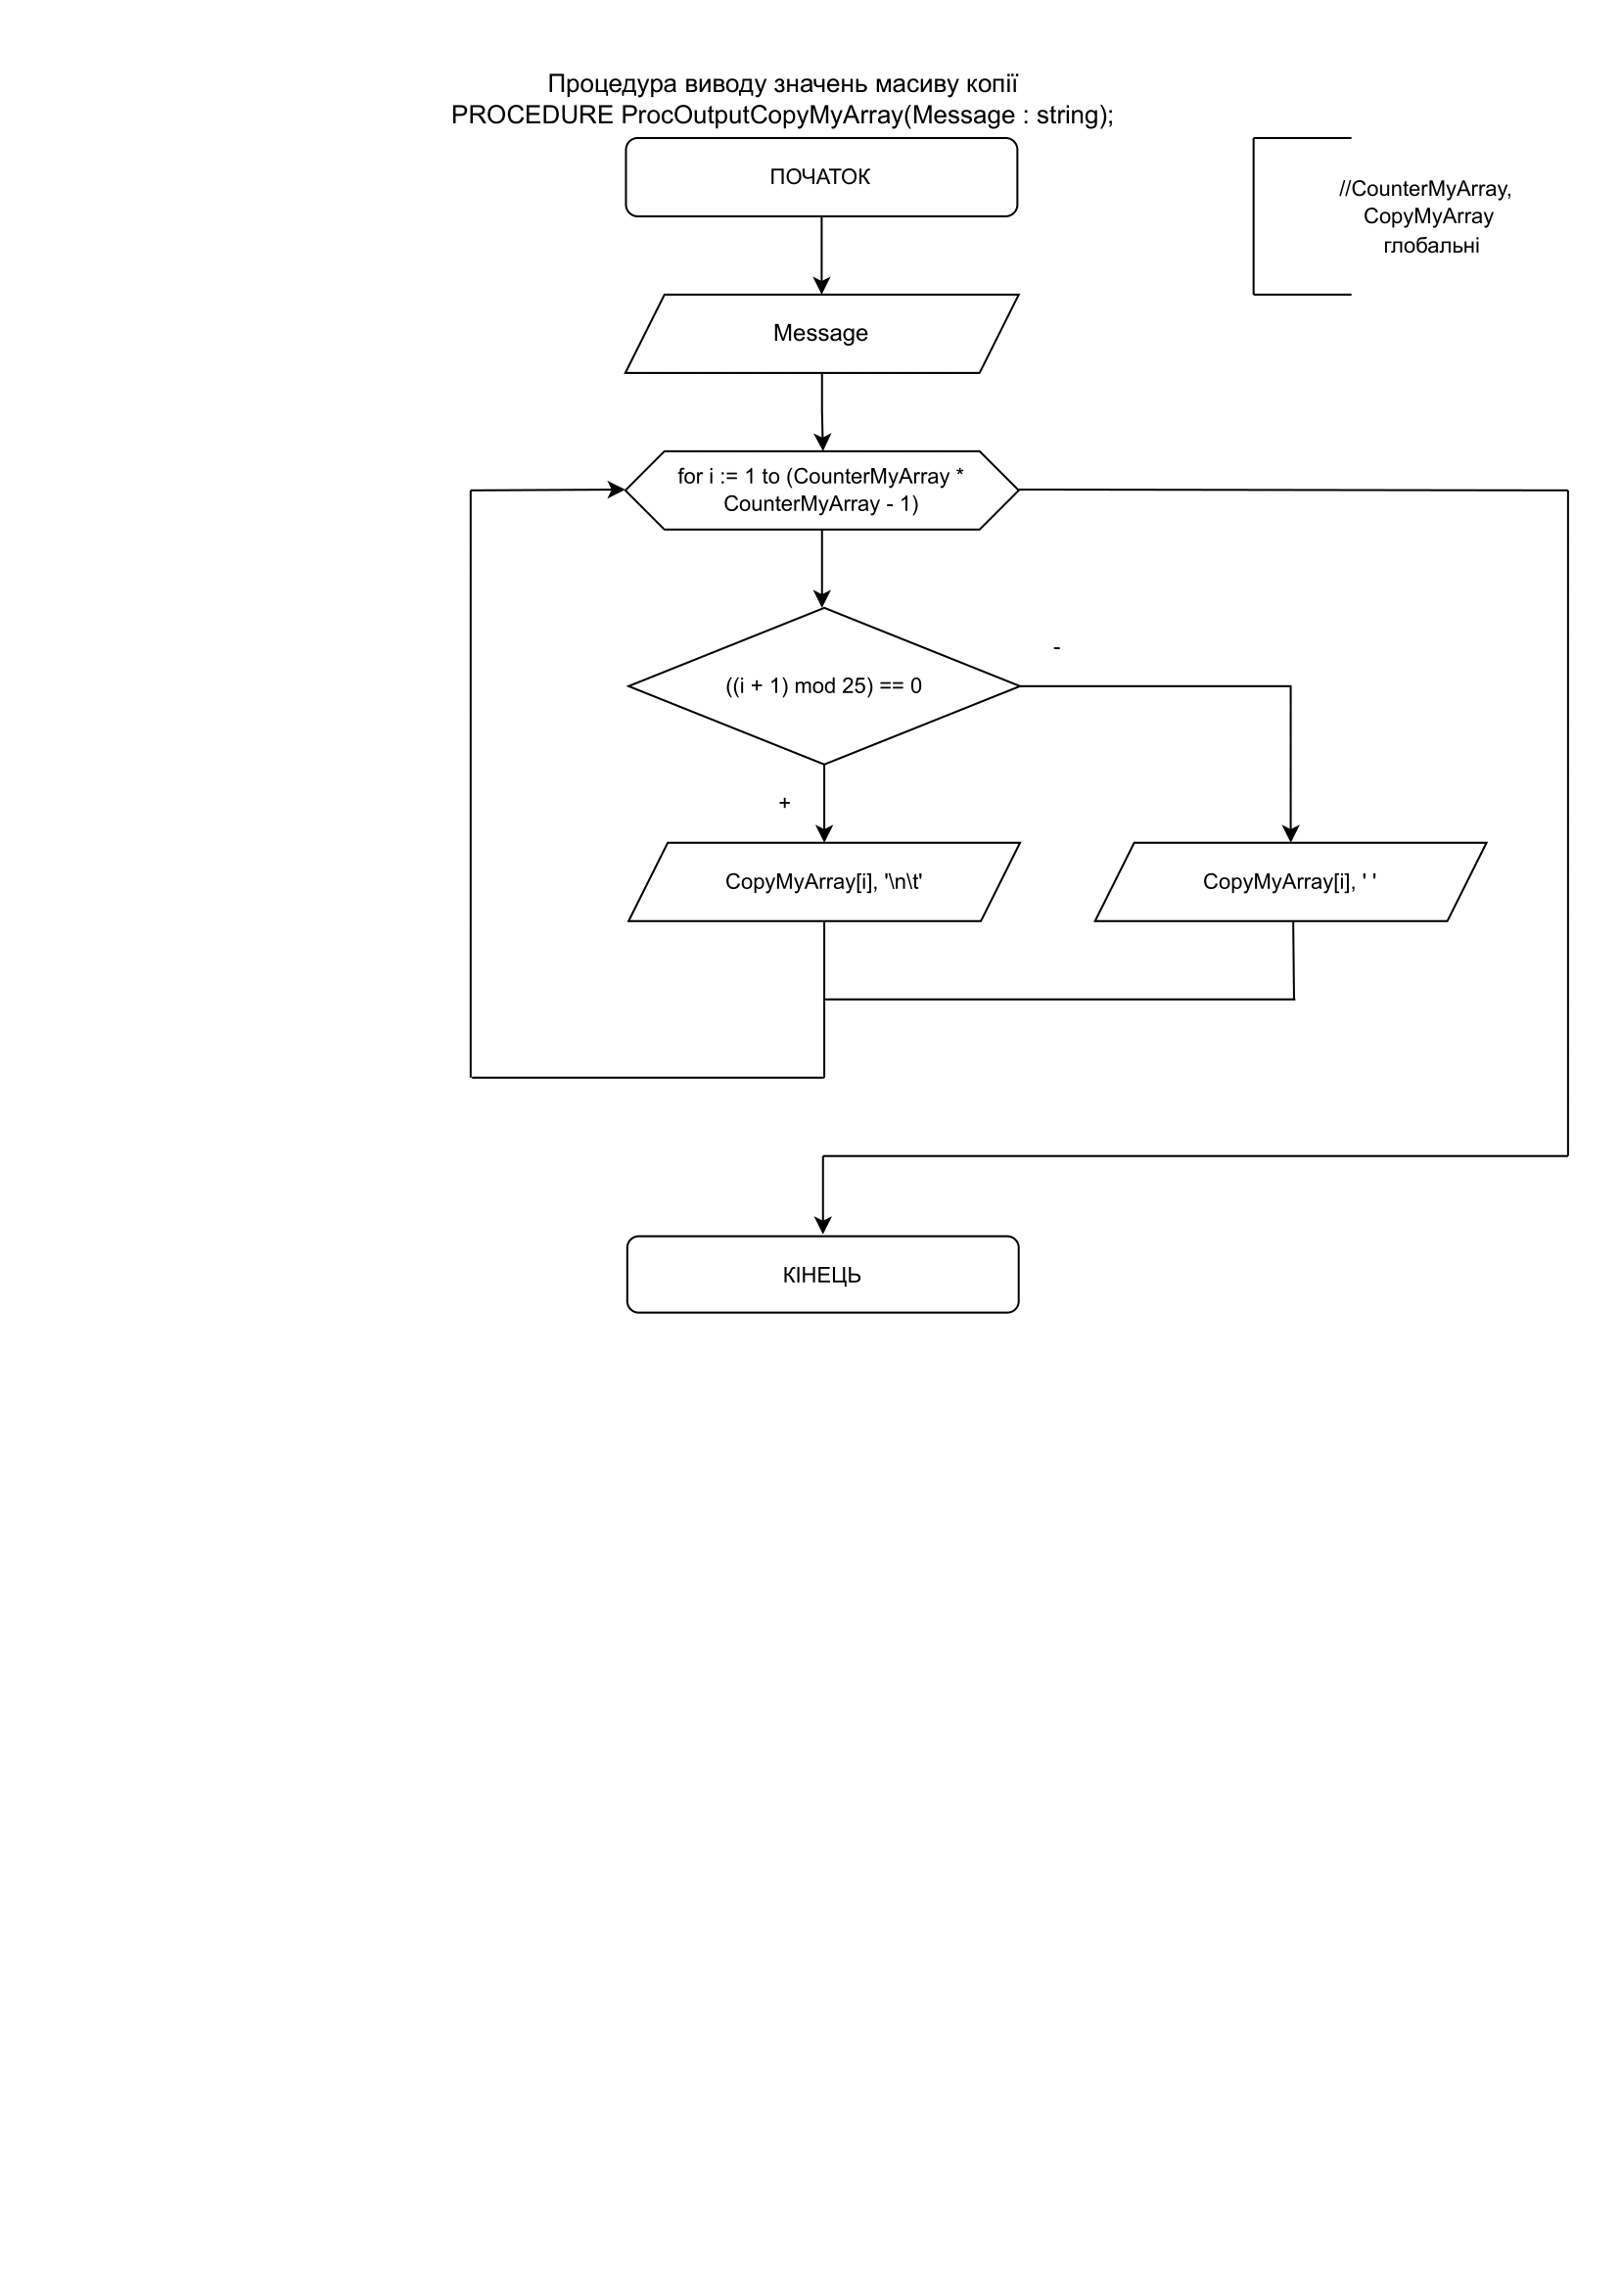 Процедура виводу значень масиву копії
PROCEDURE ProcOutputCopyMyArray(Message : string);
ПОЧАТОК
//CounterMyArray,
CopyMyArray
глобальні
Message
for i := 1 to (CounterMyArray *
CounterMyArray - 1)
-
((i + 1) mod 25) == 0
+
CopyMyArray[i], '\n\t'
CopyMyArray[i], ' '
КІНЕЦЬ